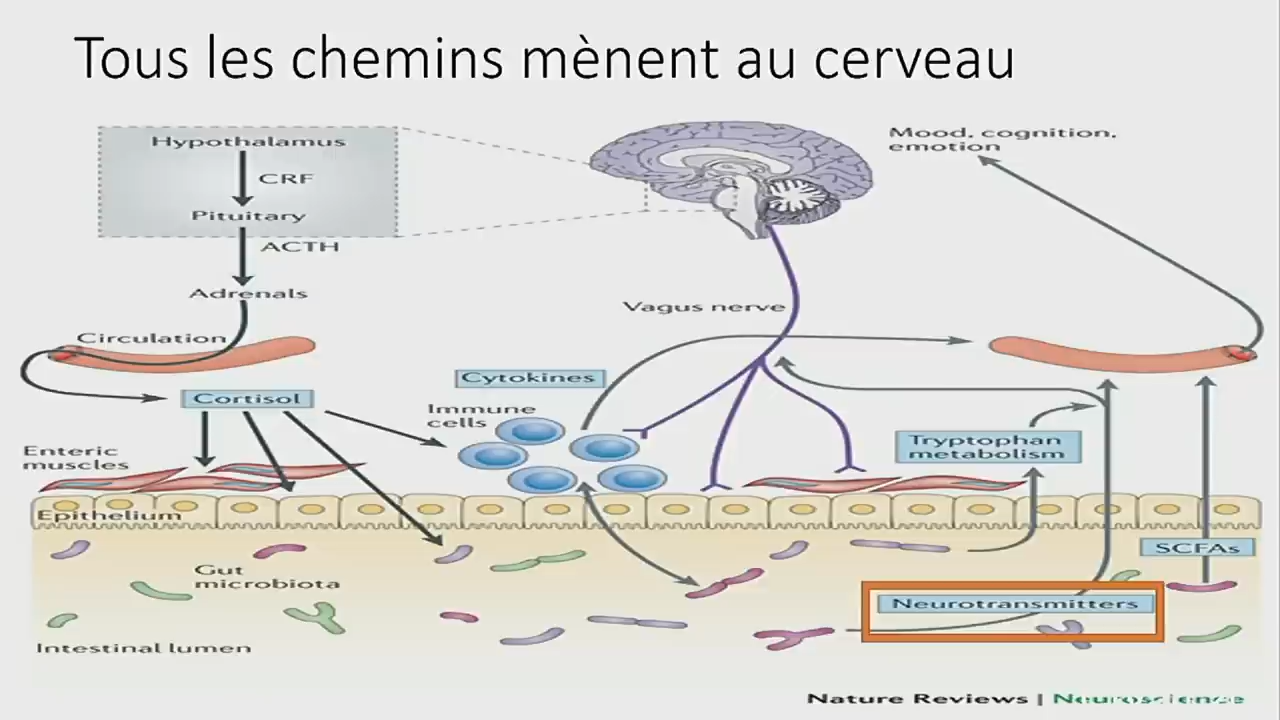 Tous les chemins mènent au cerveau
Hypothalamus
CRF
Pituitary
ACTH
Adrenals
Circulation
Cortisol
Enteric
muscles
Epithelium
Gut
microbiota
Intestinal lumen
Cytokines
Immune
cells
Vagus nerve
Mood, cognition,
emotion
Tryptophan
metabolism
SCFAs
Neurotransmitters
Nature Reviews | Neuroscience